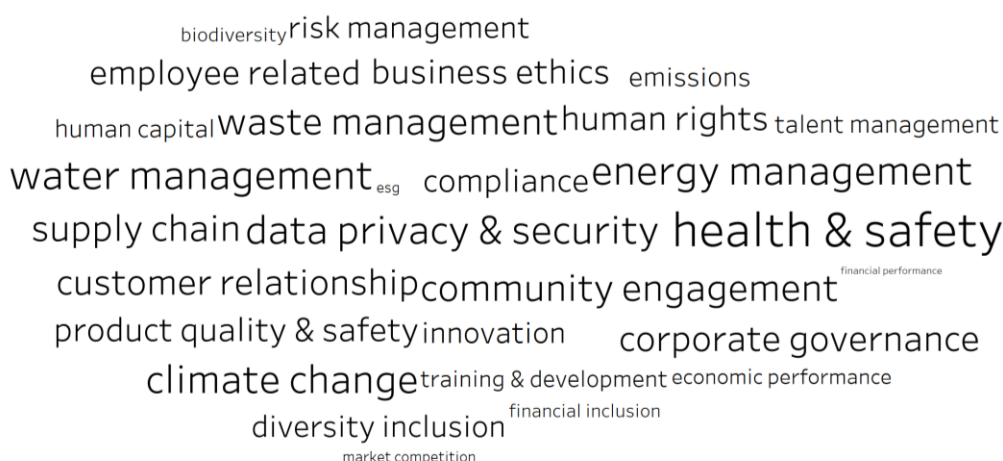 biodiversity risk management
employee related business ethics emissions
human capital waste management human rights talent management
water management esg compliance energy management
supply chain data privacy & security health & safety
financial performance
customer relationship community engagement
product quality & safety innovation corporate governance
climate change training & development economic performance
financial inclusion
diversity inclusion
market competition